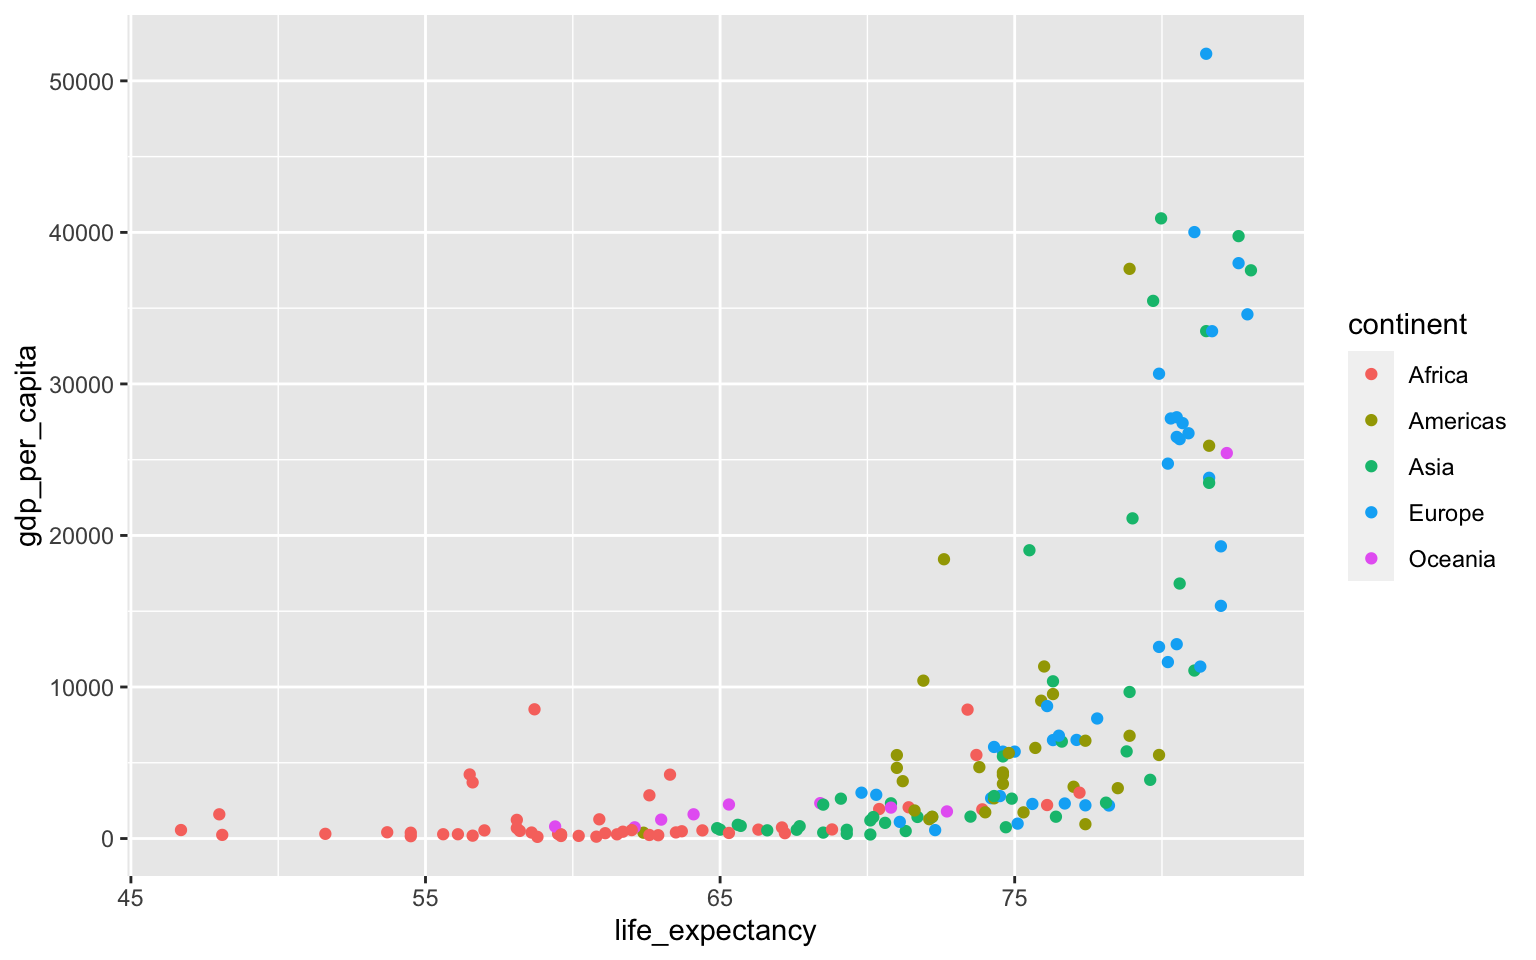 50000
40000
30000
20000
10000
0
gdp_per_capita
45
55
65
75
life_expectancy
continent
Africa
Americas
Asia
Europe
Oceania